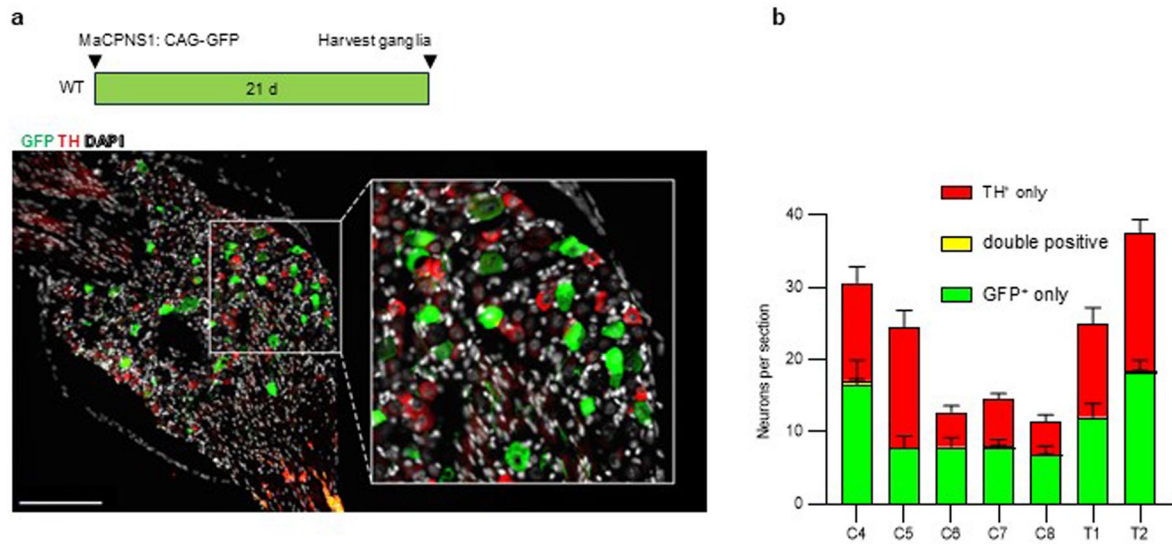 a
MaCPNS1: CAG-GFP
Harvest ganglia
WT
21 d
GFP TH DAPI
b
TH⁺ only
double positive
GFP⁺ only
Neurons per section
40
30
20
10
0
C4 C5 C6 C7 C8 T1 T2